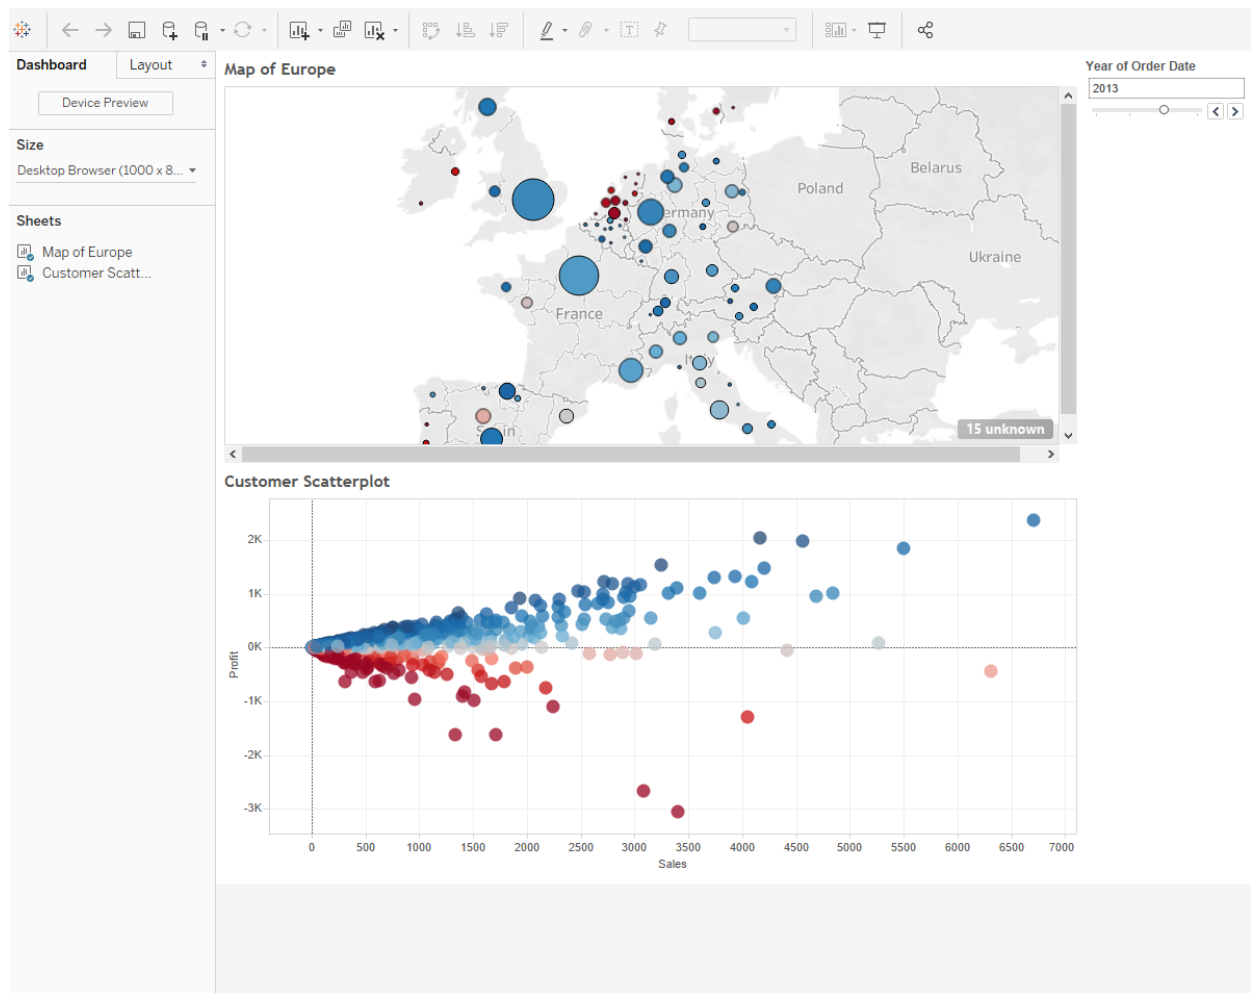 Dashboard
Layout
Device Preview
Size
Desktop Browser (1000 x 8...
Sheets
Map of Europe
Customer Scatt...
Map of Europe
Belarus
Poland
ermany
Ukraine
France
Italy
Spain
15 unknown
Year of Order Date
2013
Customer Scatterplot
Profit
2K
1K
0K
-1K
-2K
-3K
0 500 1000 1500 2000 2500 3000 3500 4000 4500 5000 5500 6000 6500 7000
Sales